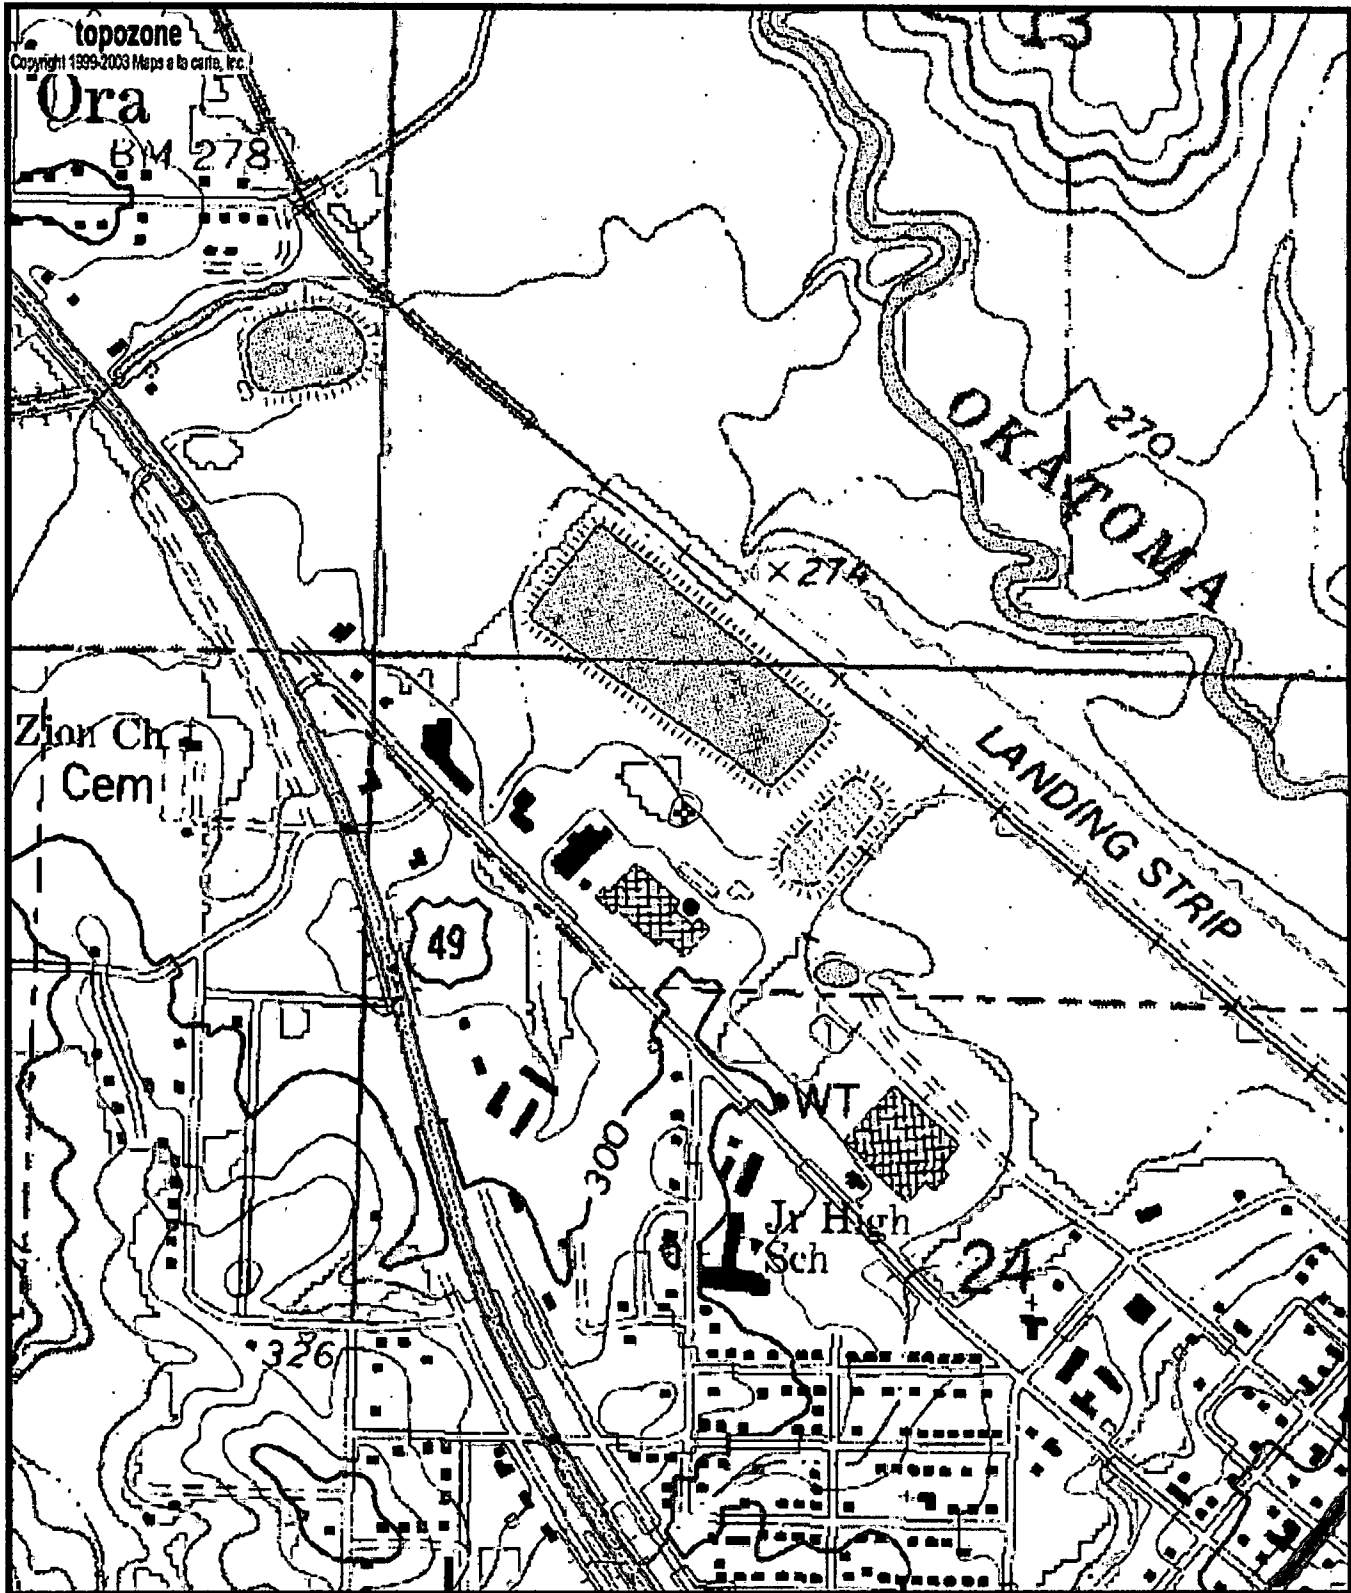 topozone
Copyright 1999-2003 Maps a la carte, Inc.
13
Ora
BM 278
270
OKATOMA
× 274
LANDING STRIP
Zion Ch
Cem
49
300
WT
Jr High
Sch
24
326